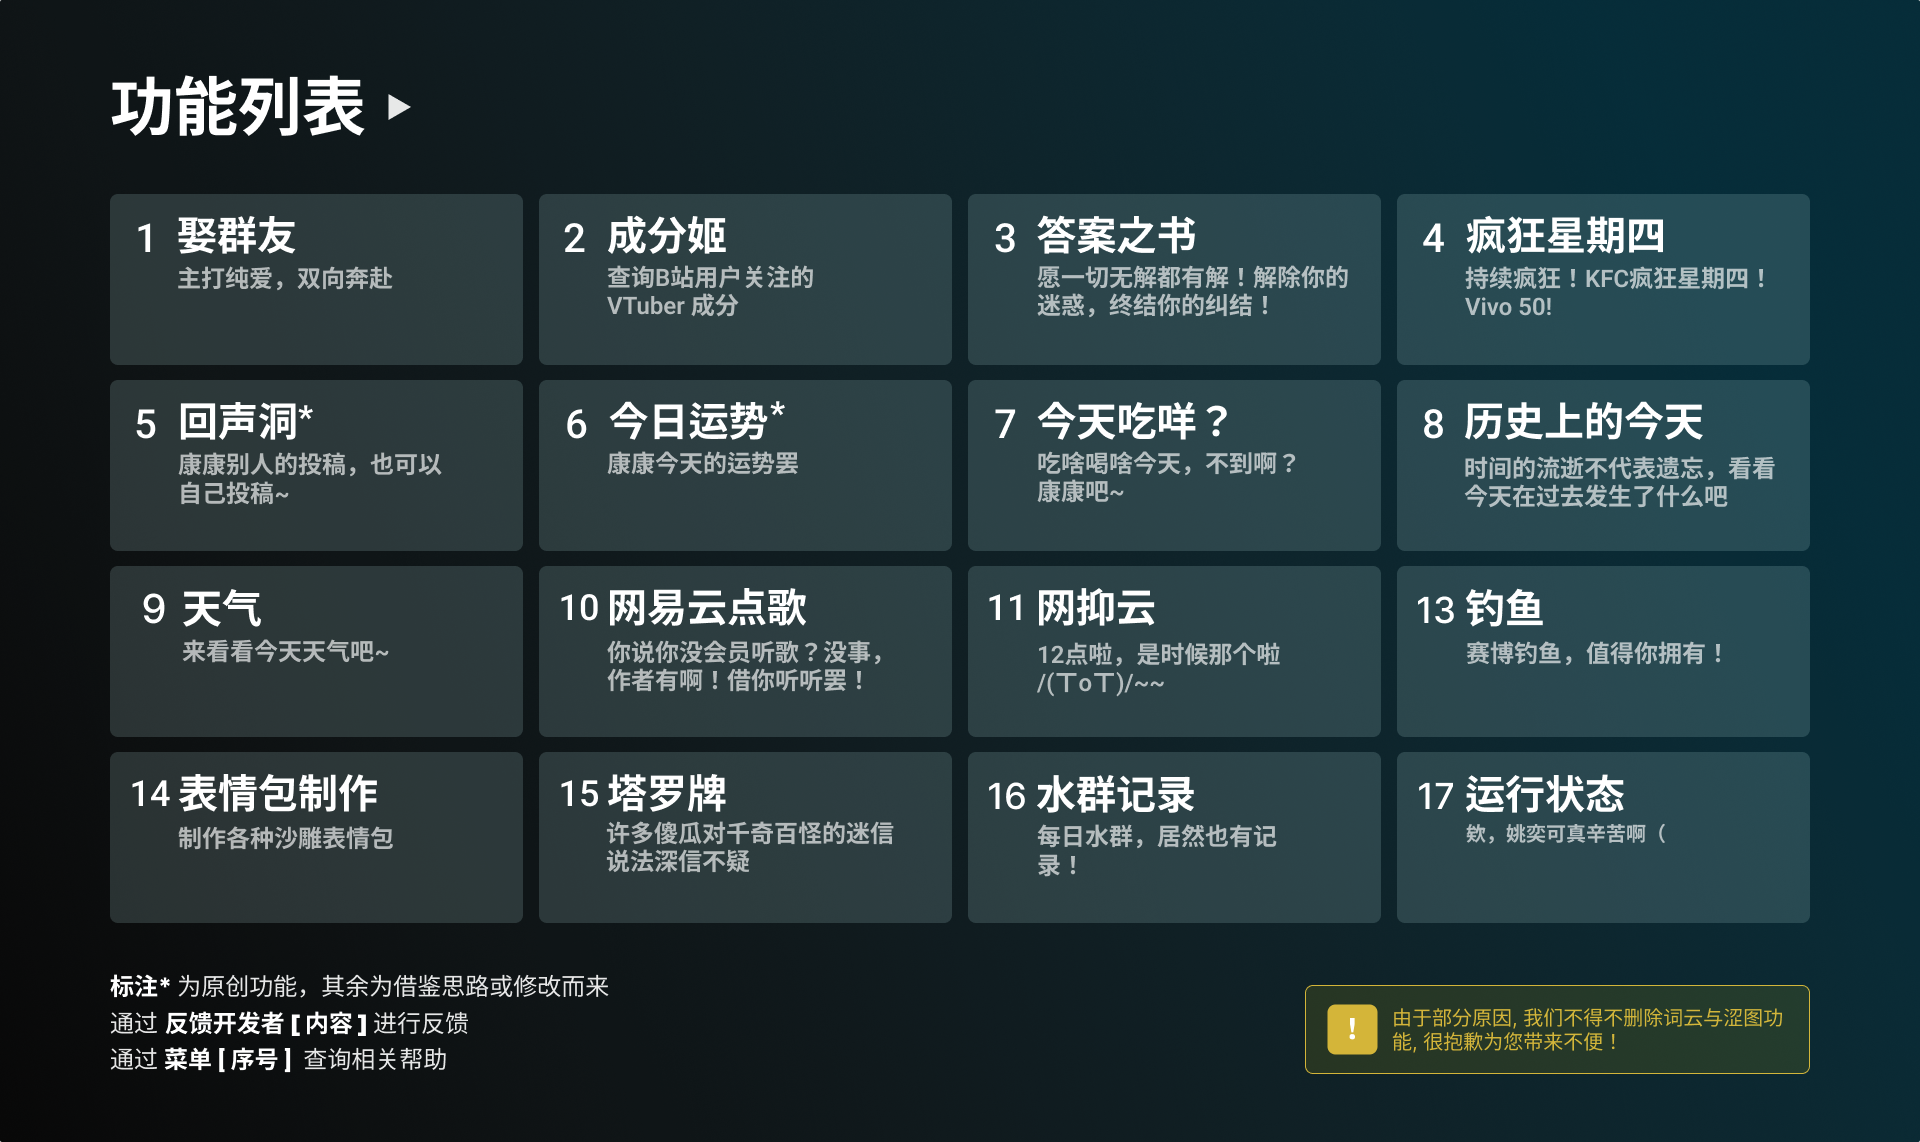 功能列表 ▶
1 娶群友
主打纯爱，双向奔赴
2 成分姬
查询B站用户关注的
VTuber 成分
3 答案之书
愿一切无解都有解！解除你的
迷惑，终结你的纠结！
4 疯狂星期四
持续疯狂！KFC疯狂星期四！
Vivo 50!
5 回声洞*
康康别人的投稿，也可以
自己投稿~
6 今日运势*
康康今天的运势罢
7 今天吃咩？
吃啥喝啥今天，不到啊？
康康吧~
8 历史上的今天
时间的流逝不代表遗忘，看看
今天在过去发生了什么吧
9 天气
来看看今天天气吧~
10 网易云点歌
你说你没会员听歌？没事，
作者有啊！借你听听罢！
11 网抑云
12点啦，是时候那个啦
/(ㄒoㄒ)/~~
13 钓鱼
赛博钓鱼，值得你拥有！
14 表情包制作
制作各种沙雕表情包
15 塔罗牌
许多傻瓜对千奇百怪的迷信
说法深信不疑
16 水群记录
每日水群，居然也有记
录！
17 运行状态
欸，姚奕可真辛苦啊（
标注* 为原创功能，其余为借鉴思路或修改而来
通过 反馈开发者 [ 内容 ] 进行反馈
通过 菜单 [ 序号 ] 查询相关帮助
!
由于部分原因, 我们不得不删除词云与涩图功
能, 很抱歉为您带来不便！